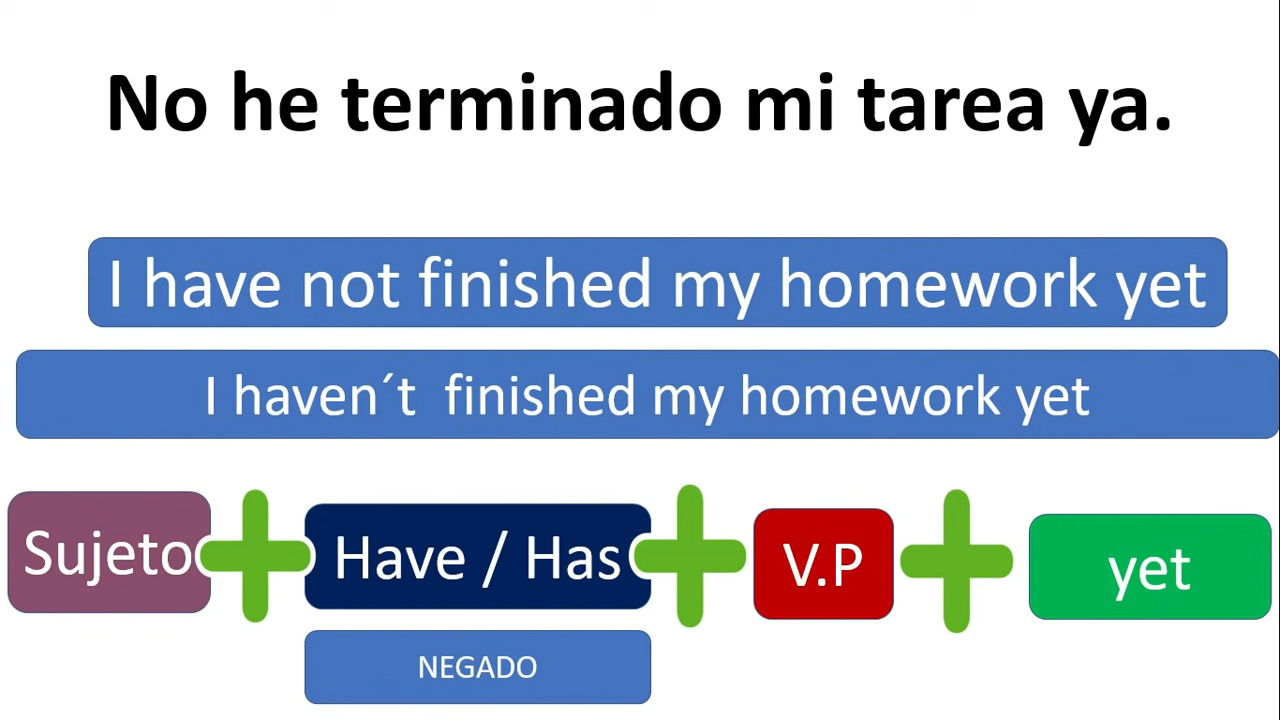 No he terminado mi tarea ya.
I have not finished my homework yet
I haven´t  finished my homework yet
Sujeto Have / Has V.P yet
NEGADO